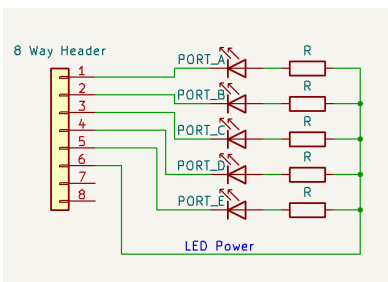 8 Way Header
1
2
3
4
5
6
7
8
PORT_A
R
PORT_B
R
PORT_C
R
PORT_D
R
PORT_E
R
LED Power